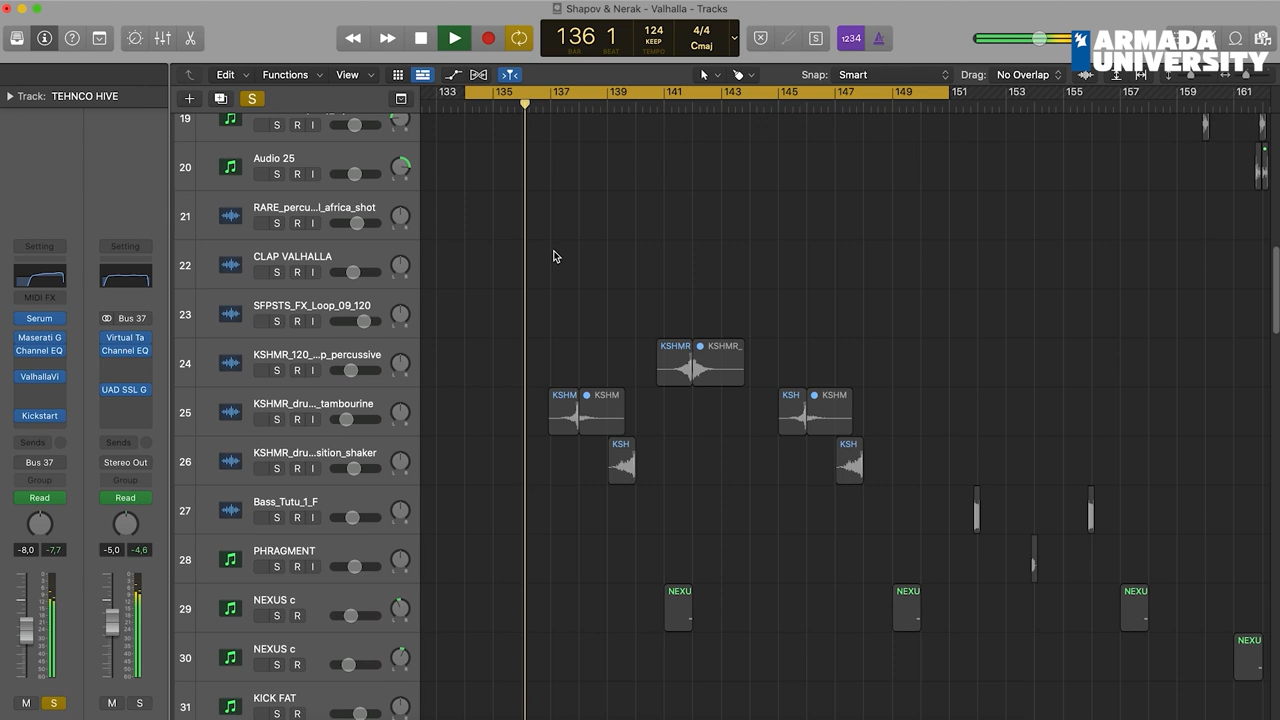 Shapov & Nerak - Valhalla - Tracks
136 1
BAR BEAT
124
KEEP
TEMPO
4/4
Cmaj
1234
ARMADA
UNIVERSITY
Edit Functions View Snap: Smart Drag: No Overlap
Track: TEHNCO HIVE
S
133 135 137 139 141 143 145 147 149 151 153 155 157 159 161
19 S R I
20 Audio 25 S R I
21 RARE_percu...l_africa_shot S R I
22 CLAP VALHALLA S R I
23 SFPSTS_FX_Loop_09_120 S R I
24 KSHMR_120_...p_percussive S R I
KSHMR KSHMR_
25 KSHMR_dru..._tambourine S R I
KSHM KSHM KSH KSHM
26 KSHMR_dru...sition_shaker S R I
KSH KSH
27 Bass_Tutu_1_F S R I
28 PHRAGMENT S R I
29 NEXUS c S R
NEXU NEXU NEXU
30 NEXUS c S R
NEXU
31 KICK FAT S R I
Setting Setting
MIDI FX
Serum Bus 37
Maserati G Virtual Ta
Channel EQ Channel EQ
ValhallaVi
UAD SSL G
Kickstart
Sends Sends
Bus 37 Stereo Out
Group Group
Read Read
-8,0 -7,7 -5,0 -4,6
M S M S